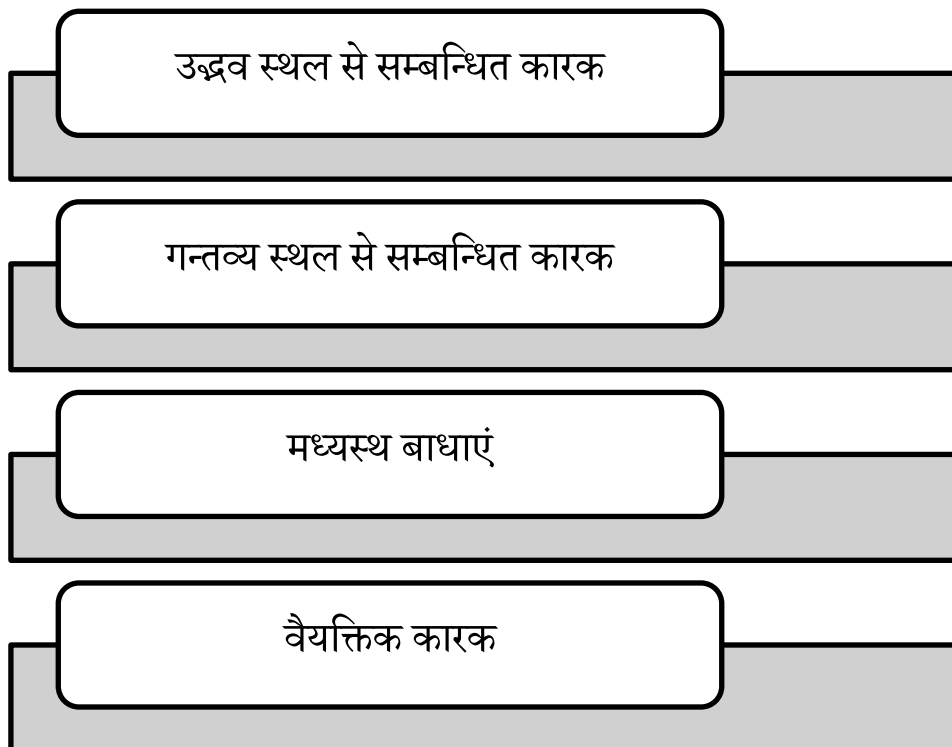 उद्भव स्थल से सम्बन्धित कारक
गन्तव्य स्थल से सम्बन्धित कारक
मध्यस्थ बाधाएं
वैयक्तिक कारक